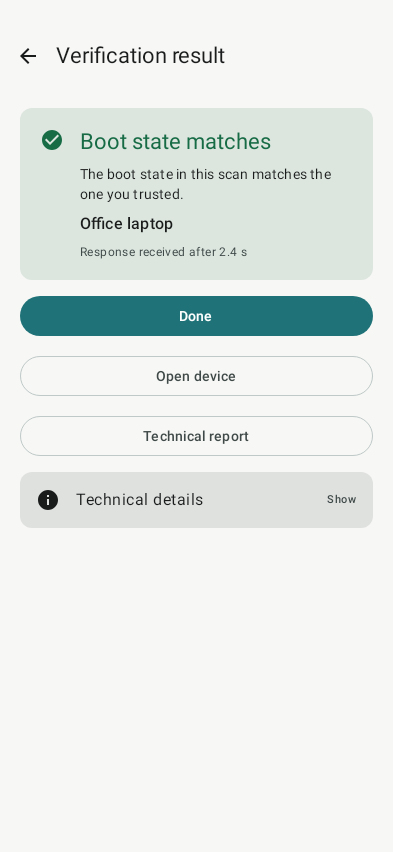 Verification result
Boot state matches
The boot state in this scan matches the
one you trusted.
Office laptop
Response received after 2.4 s
Done
Open device
Technical report
Technical details
Show